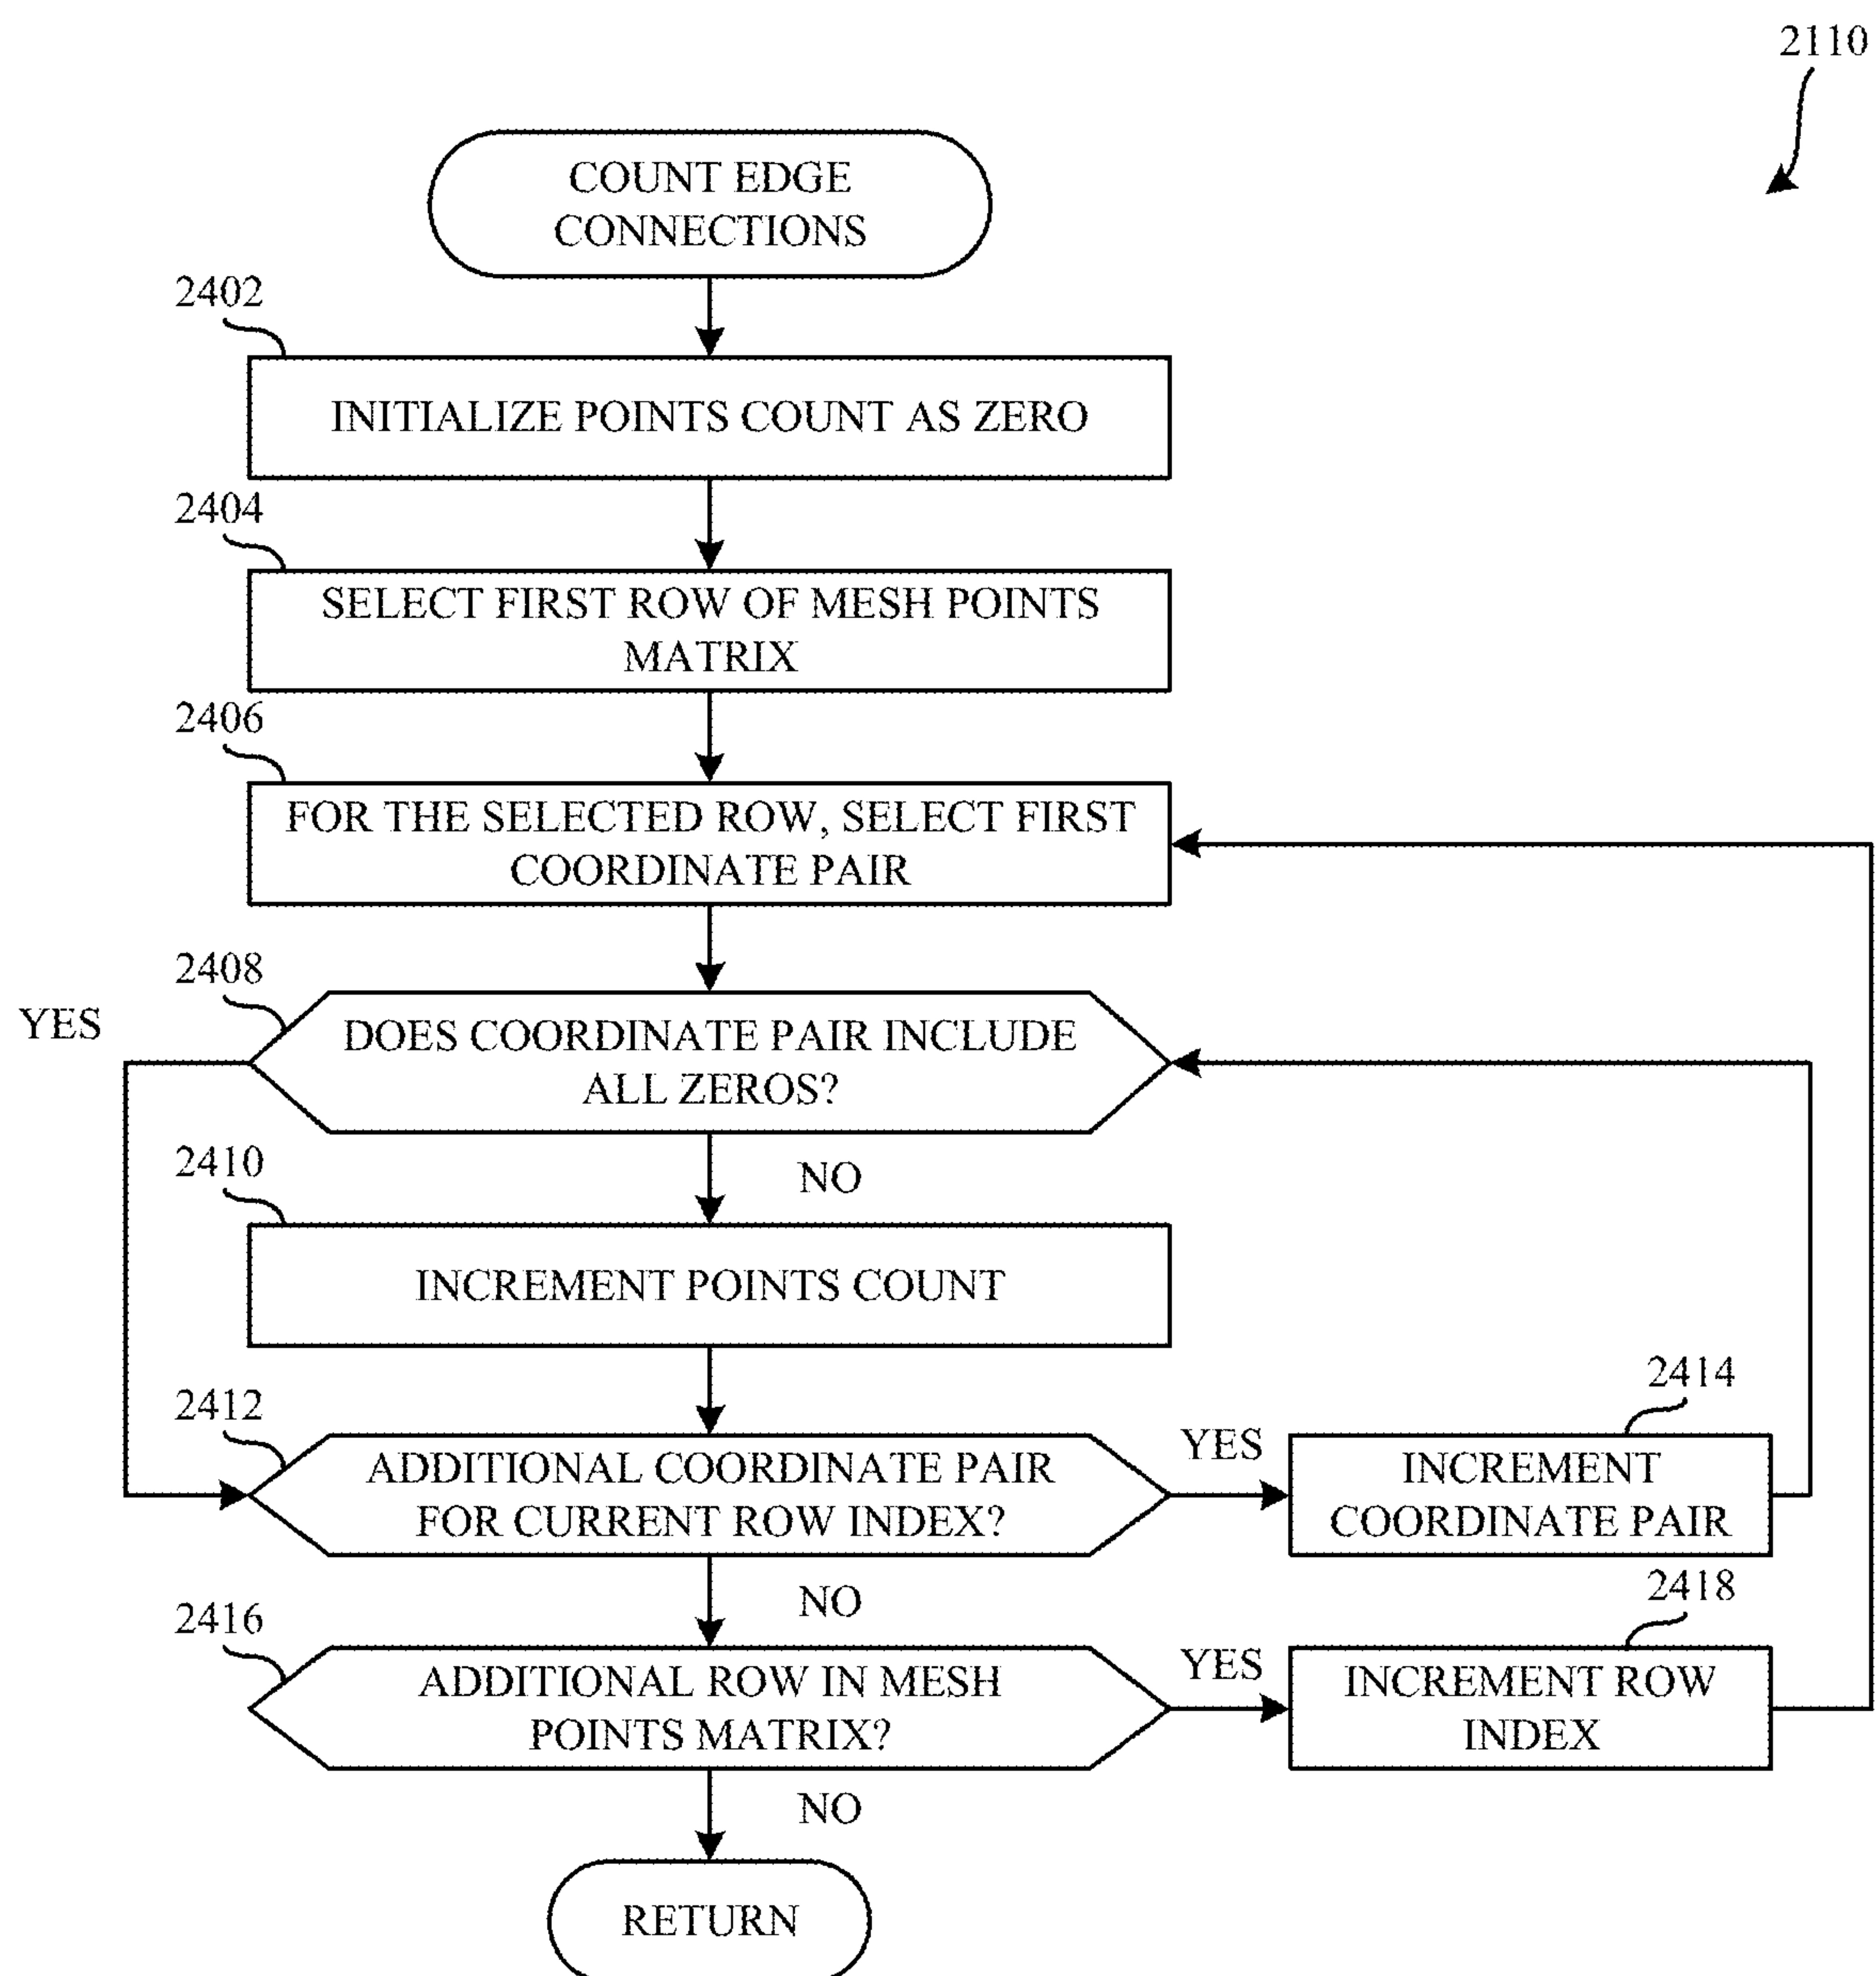 2110
COUNT EDGE
CONNECTIONS
2402
INITIALIZE POINTS COUNT AS ZERO
2404
SELECT FIRST ROW OF MESH POINTS
MATRIX
2406
FOR THE SELECTED ROW, SELECT FIRST
COORDINATE PAIR
2408
YES
DOES COORDINATE PAIR INCLUDE
ALL ZEROS?
NO
2410
INCREMENT POINTS COUNT
2412
ADDITIONAL COORDINATE PAIR
FOR CURRENT ROW INDEX?
YES
2414
INCREMENT
COORDINATE PAIR
NO
2416
ADDITIONAL ROW IN MESH
POINTS MATRIX?
YES
2418
INCREMENT ROW
INDEX
NO
RETURN